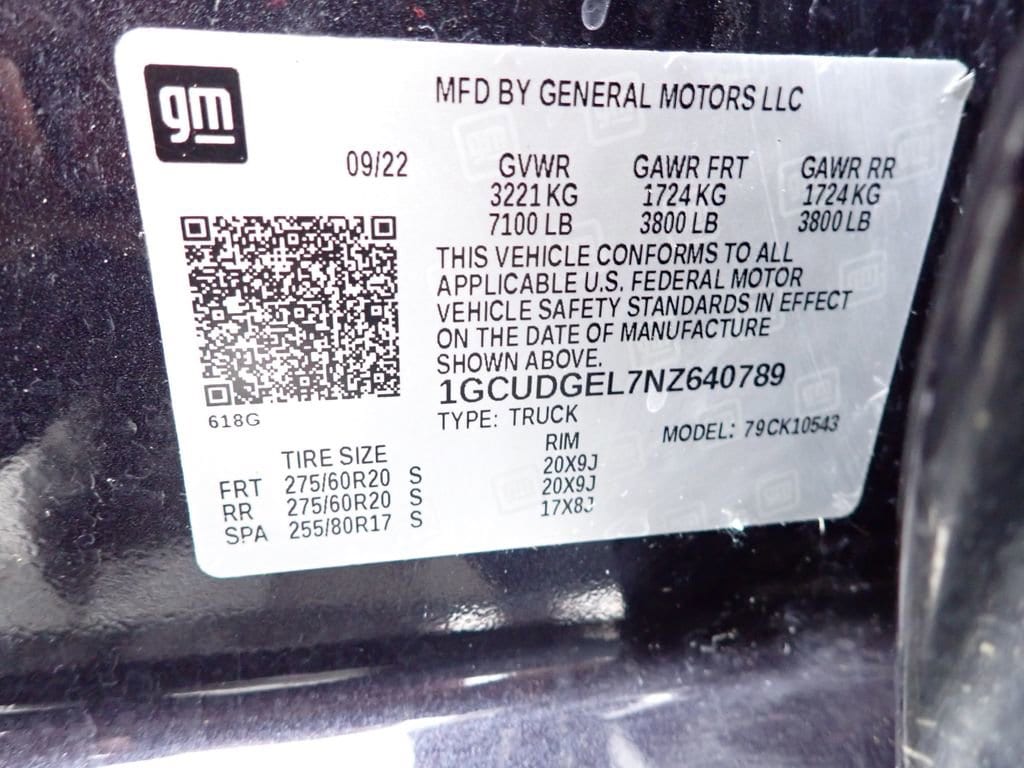 gm
MFD BY GENERAL MOTORS LLC
09/22
GVWR GAWR FRT GAWR RR
3221 KG 1724 KG 1724 KG
7100 LB 3800 LB 3800 LB
THIS VEHICLE CONFORMS TO ALL
APPLICABLE U.S. FEDERAL MOTOR
VEHICLE SAFETY STANDARDS IN EFFECT
ON THE DATE OF MANUFACTURE
SHOWN ABOVE.
1GCUDGEL7NZ640789
618G
TYPE: TRUCK MODEL: 79CK10543
TIRE SIZE RIM
FRT 275/60R20 S 20X9J
RR 275/60R20 S 20X9J
SPA 255/80R17 S 17X8J